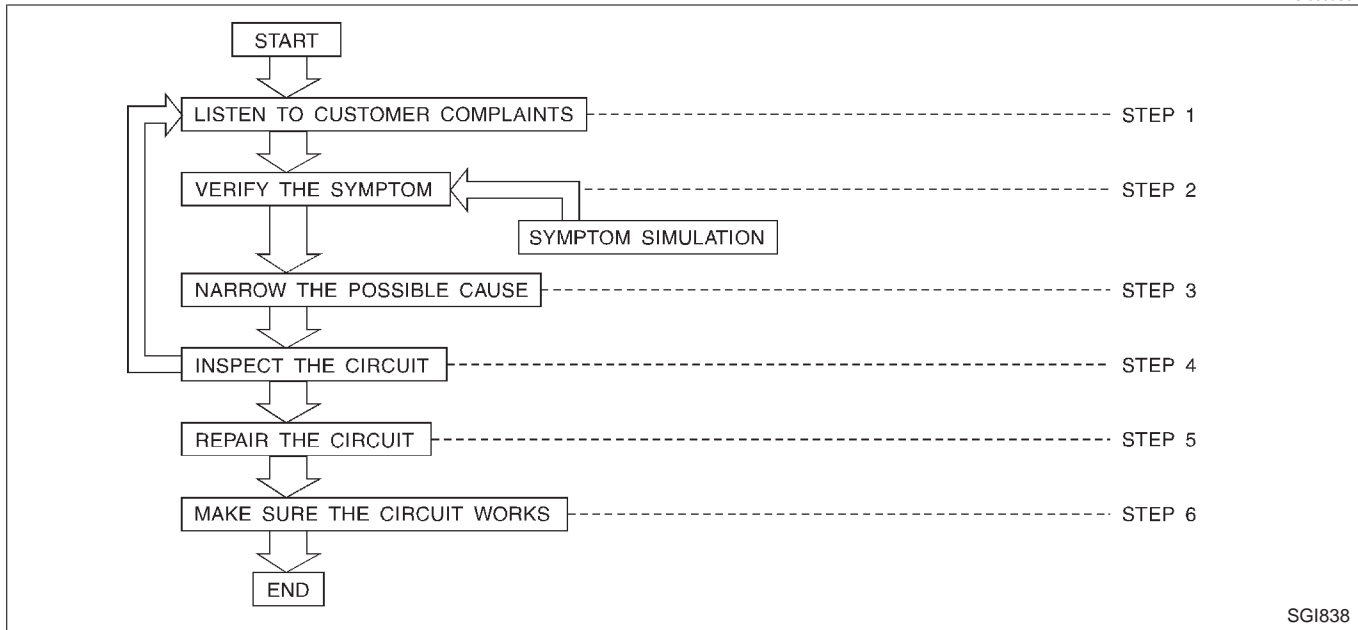 START
LISTEN TO CUSTOMER COMPLAINTS STEP 1
VERIFY THE SYMPTOM STEP 2
SYMPTOM SIMULATION
NARROW THE POSSIBLE CAUSE STEP 3
INSPECT THE CIRCUIT STEP 4
REPAIR THE CIRCUIT STEP 5
MAKE SURE THE CIRCUIT WORKS STEP 6
END
SGI838